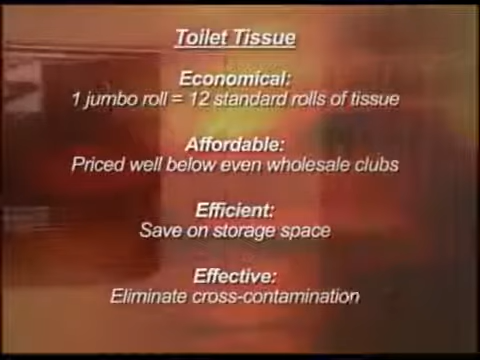 Toilet Tissue
Economical:
1 jumbo roll = 12 standard rolls of tissue
Affordable:
Priced well below even wholesale clubs
Efficient:
Save on storage space
Effective:
Eliminate cross-contamination